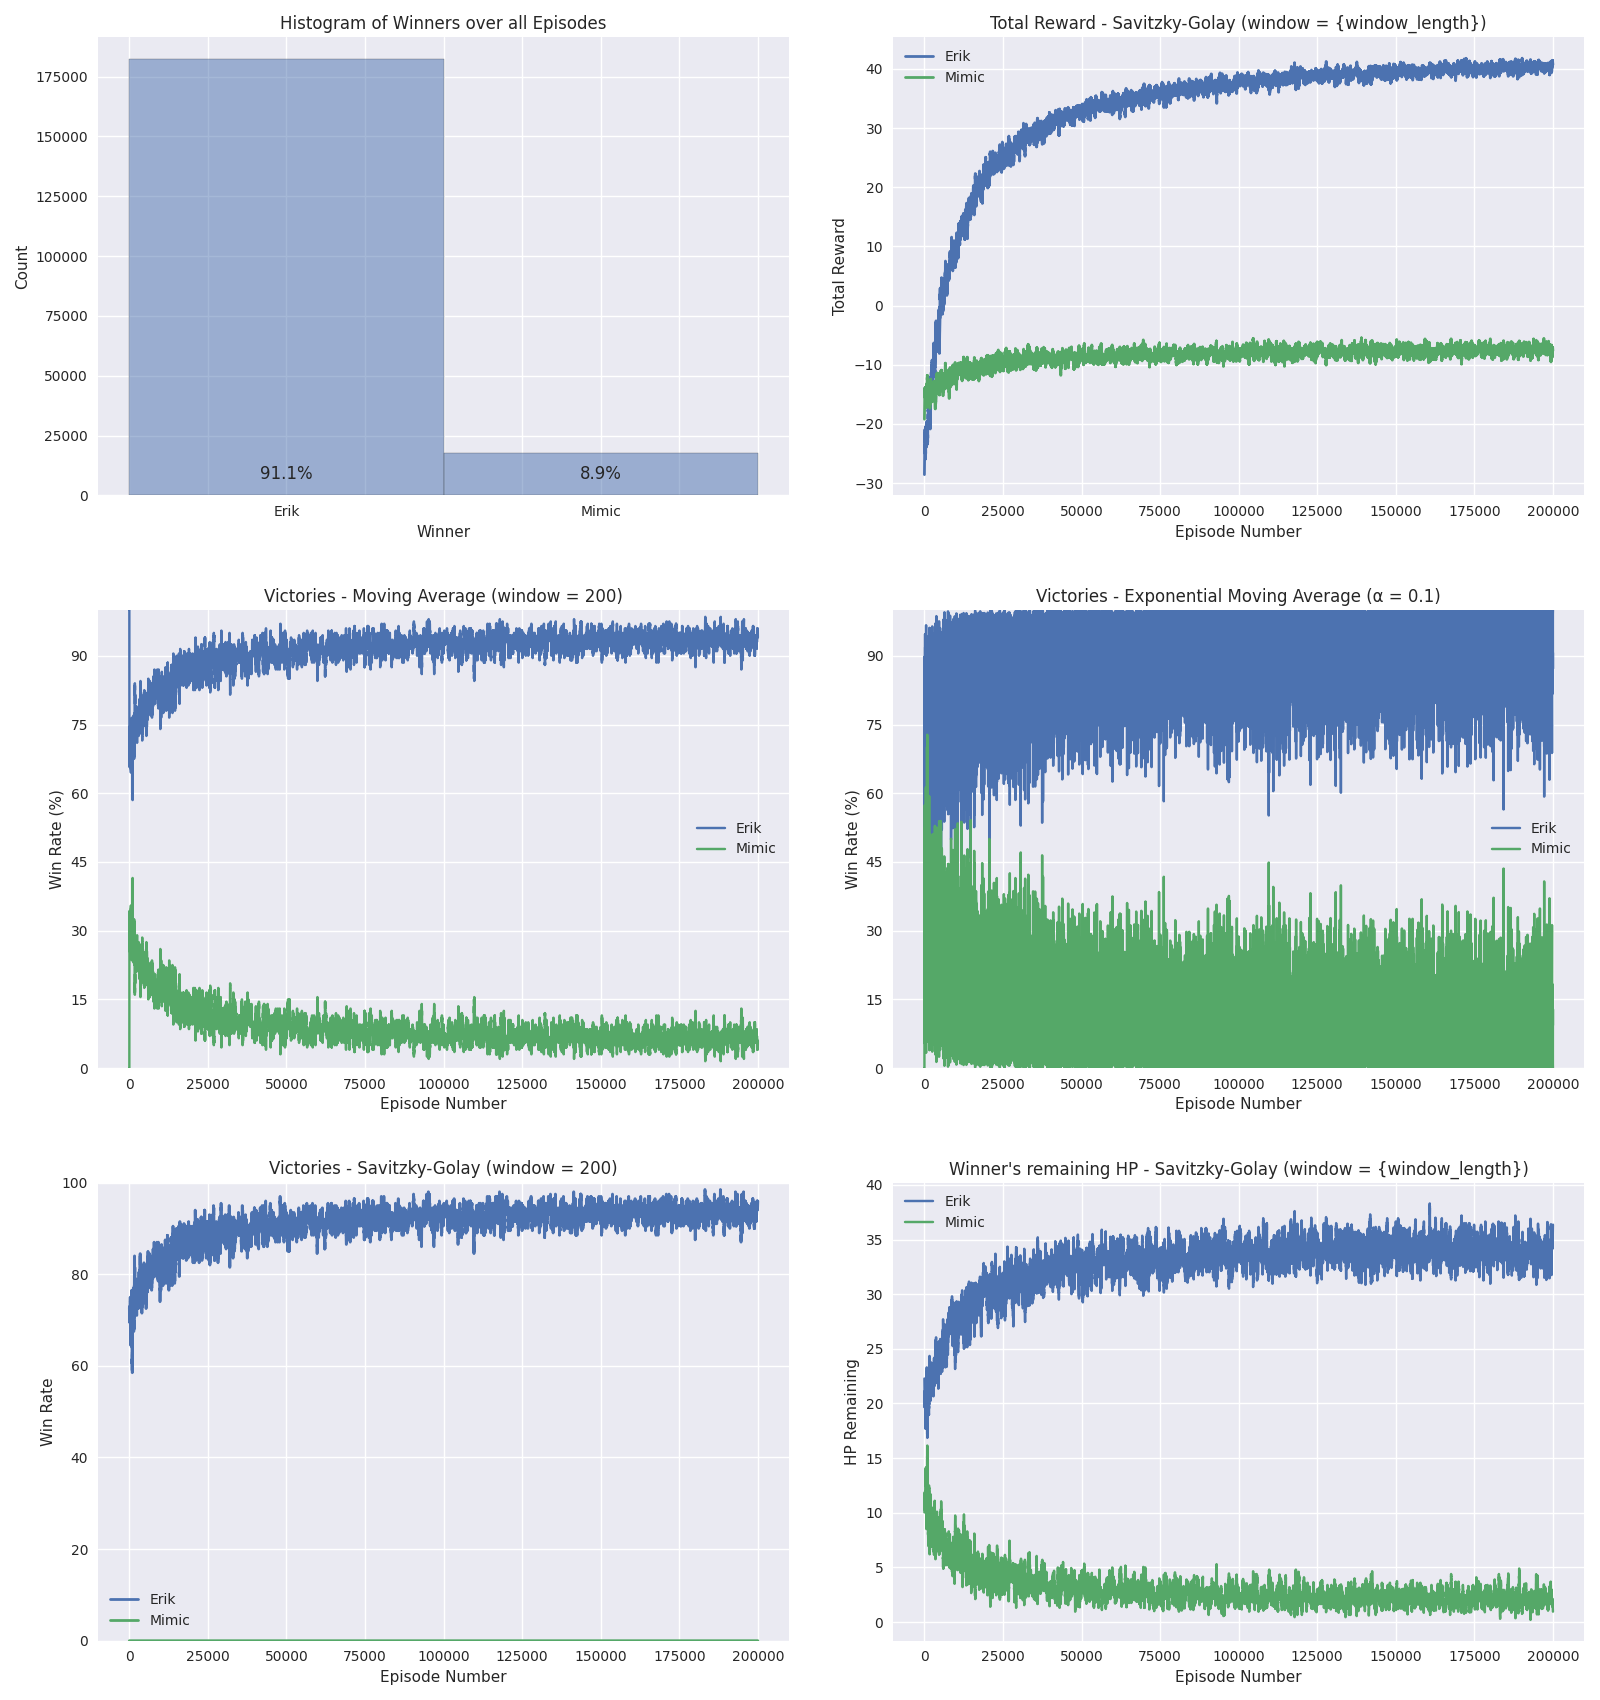 Histogram of Winners over all Episodes
175000
150000
125000
100000
75000
50000
25000
0
Count
91.1%
8.9%
Erik
Mimic
Winner
Total Reward - Savitzky-Golay (window = {window_length})
Erik
Mimic
40
30
20
10
0
−10
−20
−30
Total Reward
0 25000 50000 75000 100000 125000 150000 175000 200000
Episode Number
Victories - Moving Average (window = 200)
90
75
60
45
30
15
0
Win Rate (%)
Erik
Mimic
0 25000 50000 75000 100000 125000 150000 175000 200000
Episode Number
Victories - Exponential Moving Average (α = 0.1)
90
75
60
45
30
15
0
Win Rate (%)
Erik
Mimic
0 25000 50000 75000 100000 125000 150000 175000 200000
Episode Number
Victories - Savitzky-Golay (window = 200)
100
80
60
40
20
0
Win Rate
Erik
Mimic
0 25000 50000 75000 100000 125000 150000 175000 200000
Episode Number
Winner's remaining HP - Savitzky-Golay (window = {window_length})
Erik
Mimic
40
35
30
25
20
15
10
5
0
HP Remaining
0 25000 50000 75000 100000 125000 150000 175000 200000
Episode Number